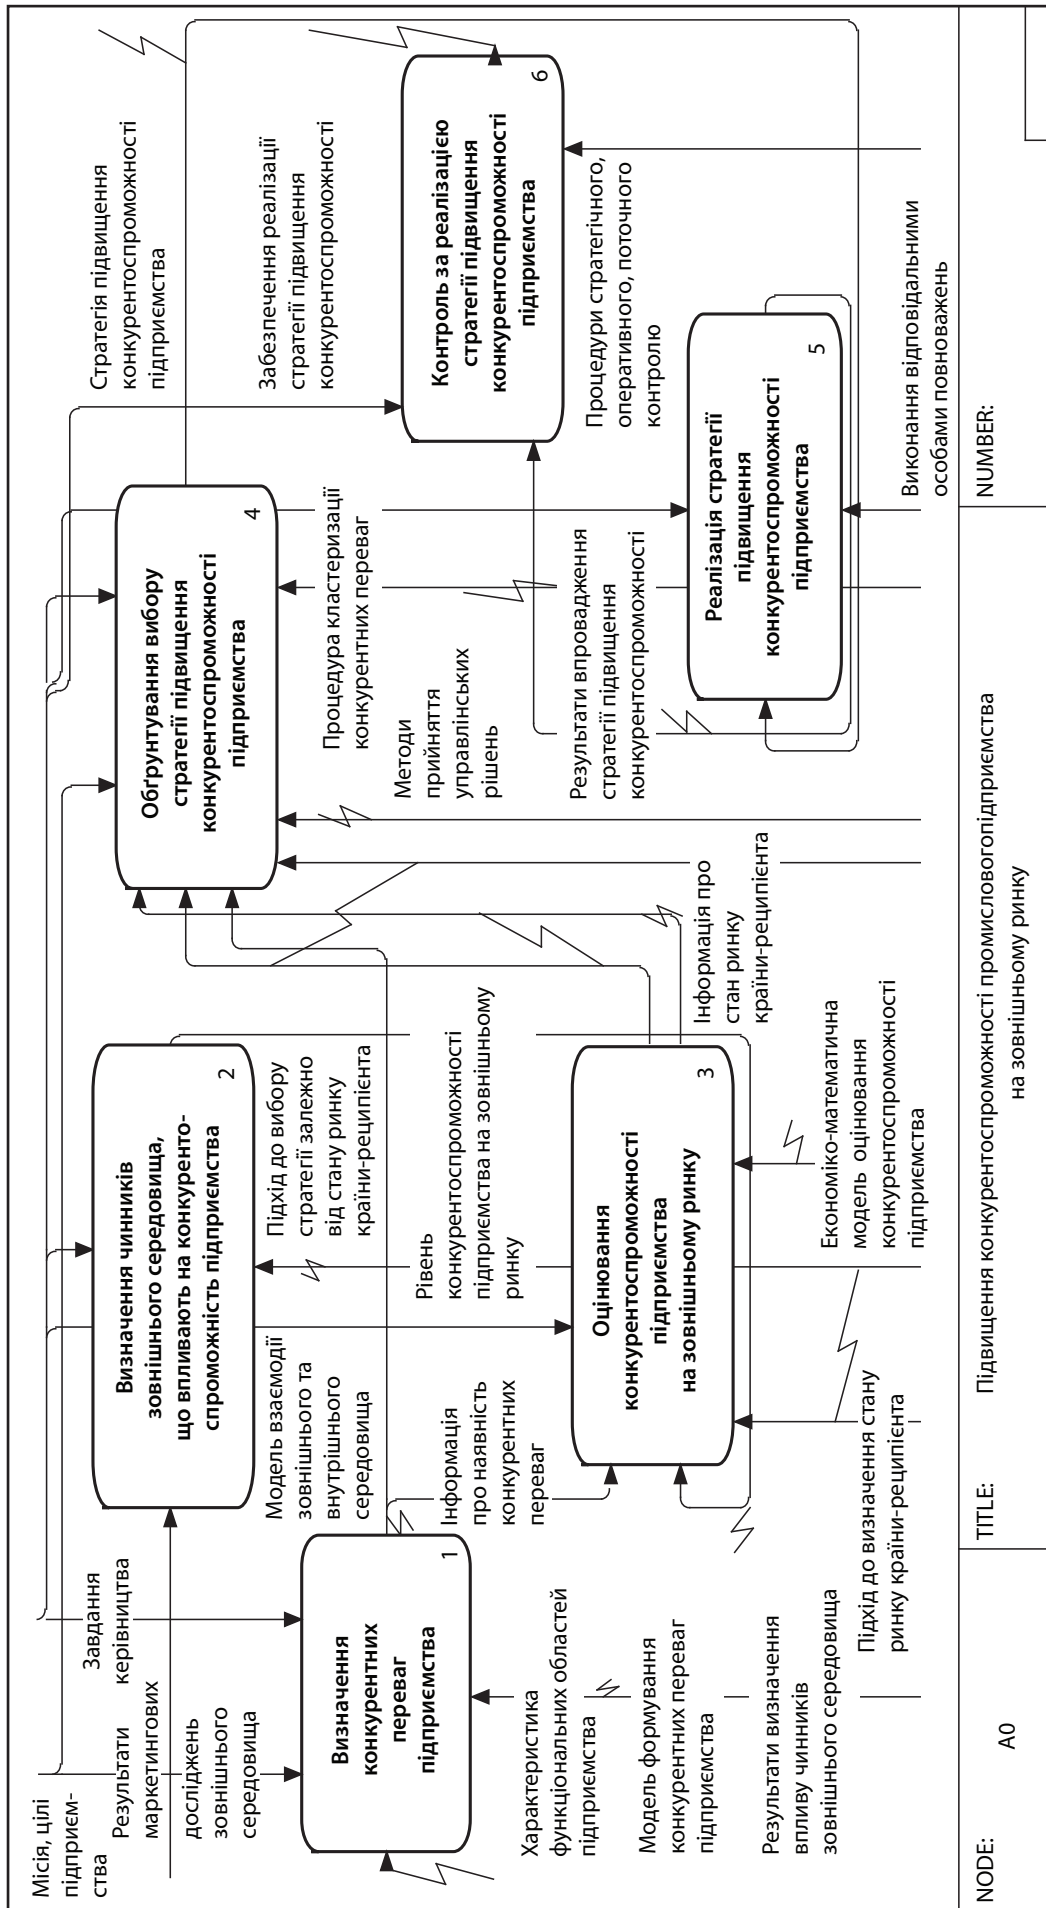 Місія, цілі
підприєм-
ства
Завдання
керівництва
Результати
маркетингових
досліджень
зовнішнього
середовища
Визначення
конкурентних
переваг
підприємства
1
Характеристика
функціональних областей
підприємства
Модель формування
конкурентних переваг
підприємства
Результати визначення
впливу чинників
зовнішнього середовища
Визначення чинників
зовнішнього середовища,
що впливають на конкуренто-
спроможність підприємства
2
Модель взаємодії
зовнішнього та
внутрішнього
середовища
Підхід до вибору
стратегії залежно
від стану ринку
країни-реципієнта
Інформація
про наявність
конкурентних
переваг
Рівень
конкурентоспроможності
підприємства на зовнішньому
ринку
Оцінювання
конкурентоспроможності
підприємства
на зовнішньому ринку
3
Інформація про
стан ринку
країни-реципієнта
Економіко-математична
модель оцінювання
конкурентоспроможності
підприємства
Підхід до визначення стану
ринку країни-реципієнта
Обґрунтування вибору
стратегії підвищення
конкурентоспроможності
підприємства
4
Стратегія підвищення
конкурентоспроможності
підприємства
Забезпечення реалізації
стратегії підвищення
конкурентоспроможності
Процедура кластеризації
конкурентних переваг
Методи
прийняття
управлінських
рішень
Результати впровадження
стратегії підвищення
конкурентоспроможності
Реалізація стратегії
підвищення
конкурентоспроможності
підприємства
5
Контроль за реалізацією
стратегії підвищення
конкурентоспроможності
підприємства
6
Процедури стратегічного,
оперативного, поточного
контролю
Виконання відповідальними
особами повноважень
NODE:
A0
TITLE:
Підвищення конкурентоспроможності промисловогопідприємства
на зовнішньому ринку
NUMBER: